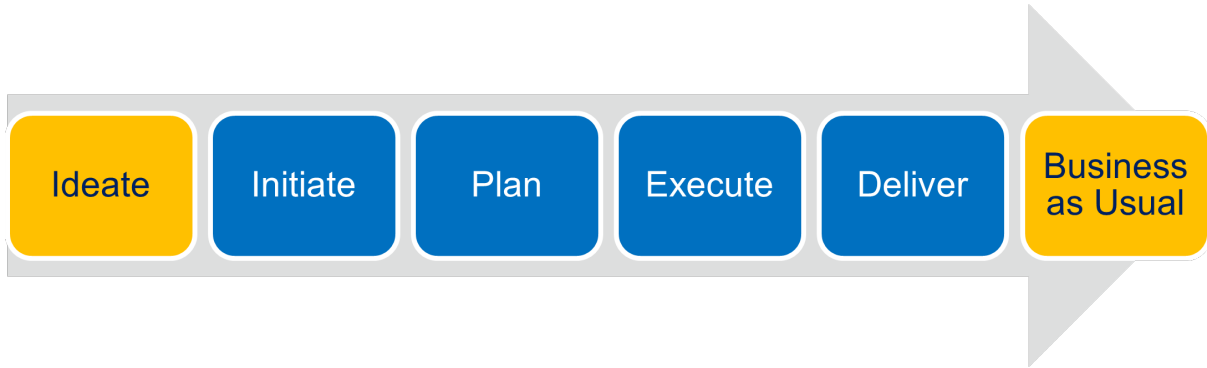 Ideate
Initiate
Plan
Execute
Deliver
Business
as Usual